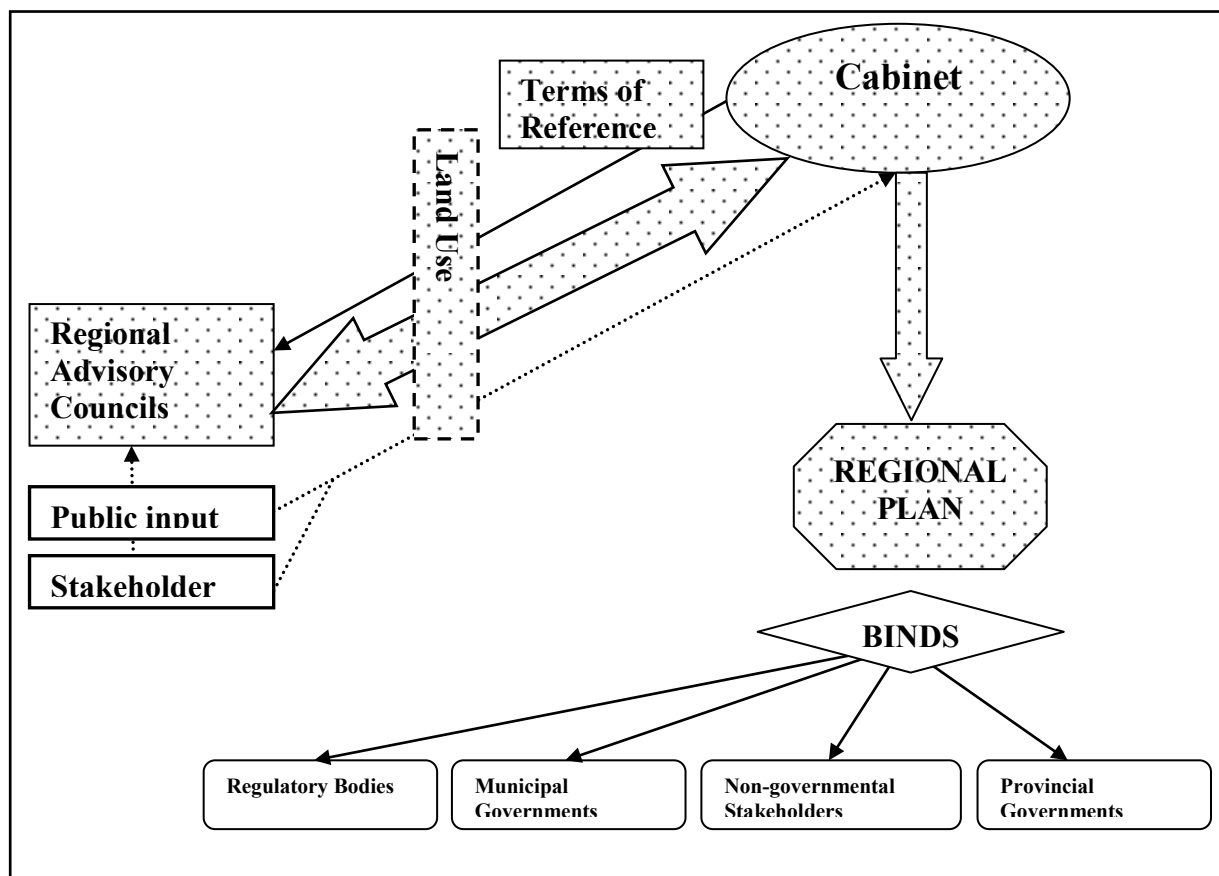 Cabinet
Terms of
Reference
Land Use
Regional
Advisory
Councils
Public input
Stakeholder
REGIONAL
PLAN
BINDS
Regulatory Bodies
Municipal
Governments
Non-governmental
Stakeholders
Provincial
Governments